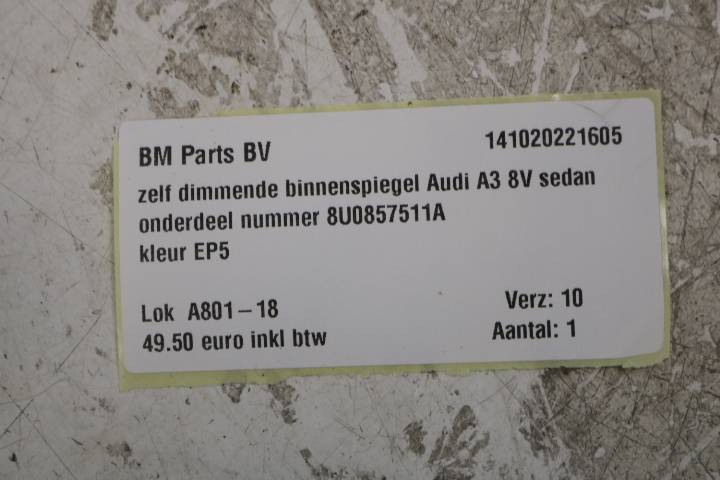 BM Parts BV 141020221605
zelf dimmende binnenspiegel Audi A3 8V sedan
onderdeel nummer 8U0857511A
kleur EP5
Lok A801-18 Verz: 10
49.50 euro inkl btw Aantal: 1